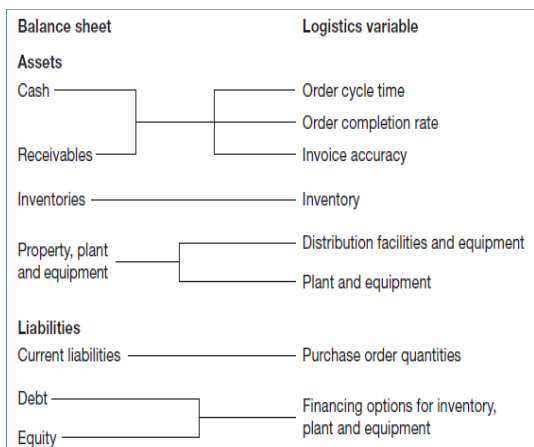 Balance sheet Logistics variable
Assets
Cash Order cycle time
Order completion rate
Receivables Invoice accuracy
Inventories Inventory
Property, plant
and equipment
Distribution facilities and equipment
Plant and equipment
Liabilities
Current liabilities Purchase order quantities
Debt
Equity
Financing options for inventory,
plant and equipment